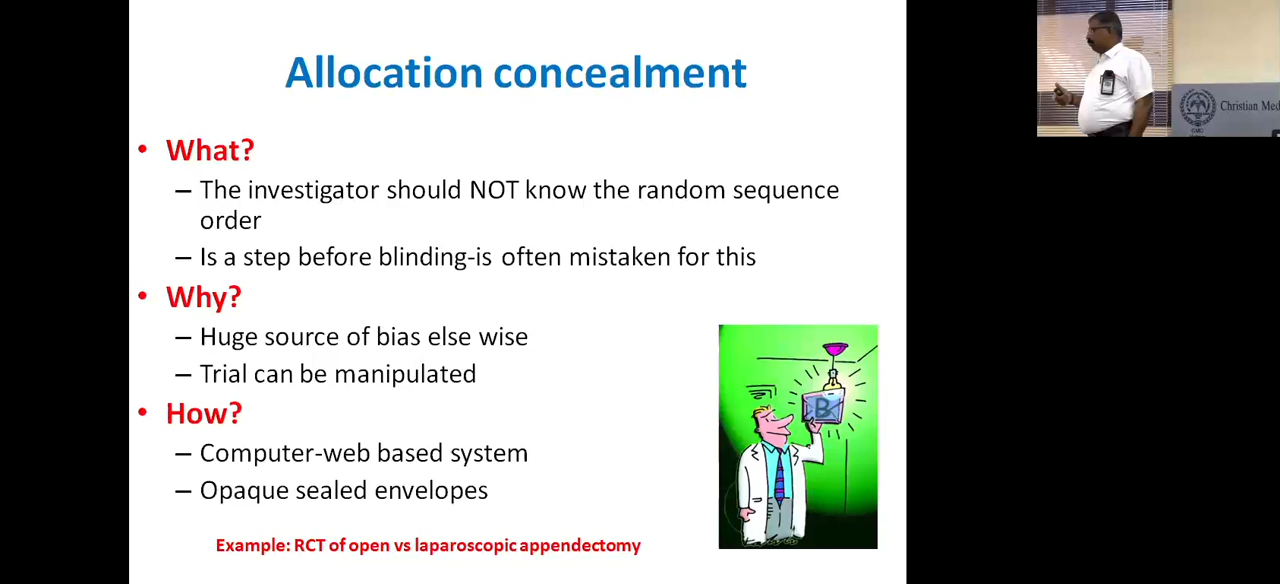 Allocation concealment
• What?
– The investigator should NOT know the random sequence
order
– Is a step before blinding-is often mistaken for this
• Why?
– Huge source of bias else wise
– Trial can be manipulated
• How?
– Computer-web based system
– Opaque sealed envelopes
Example: RCT of open vs laparoscopic appendectomy
B
Christian Med